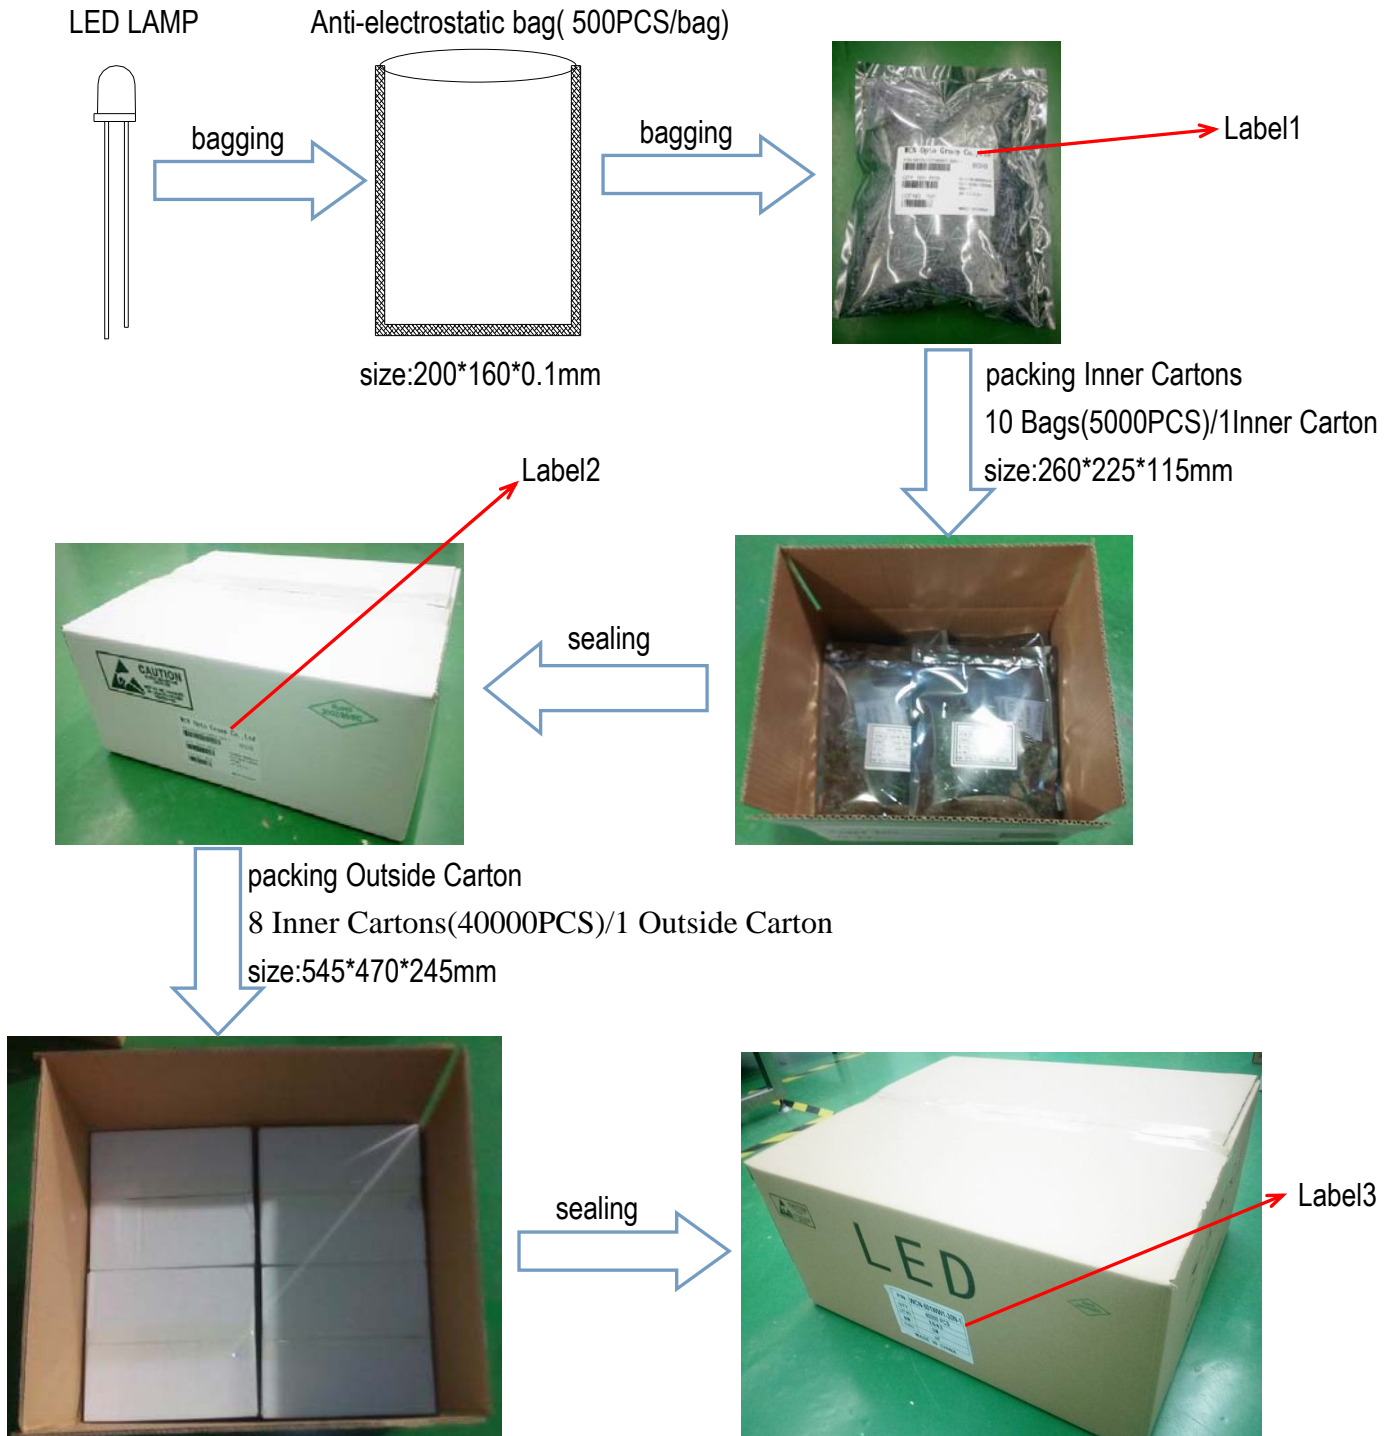 LED LAMP
Anti-electrostatic bag( 500PCS/bag)
bagging
bagging
Label1
size:200*160*0.1mm
packing Inner Cartons
10 Bags(5000PCS)/1Inner Carton
size:260*225*115mm
Label2
sealing
CAUTION
packing Outside Carton
8 Inner Cartons(40000PCS)/1 Outside Carton
size:545*470*245mm
sealing
Label3
LED